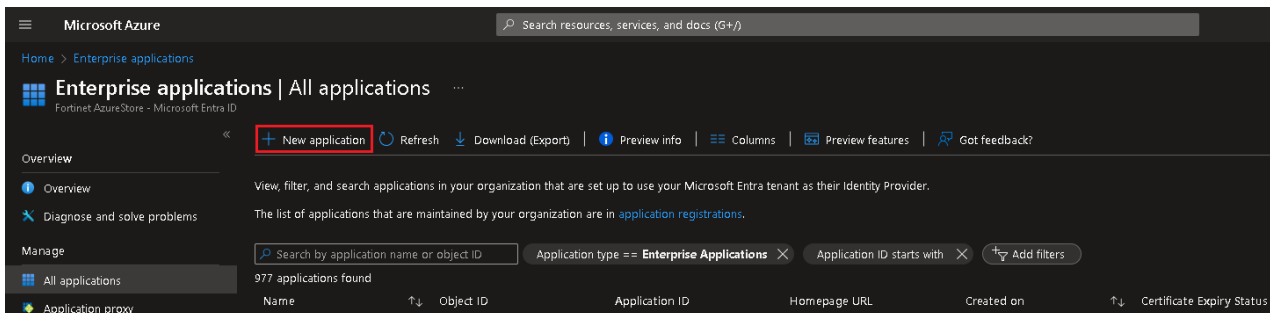 Microsoft Azure
Search resources, services, and docs (G+/)
Home > Enterprise applications
Enterprise applications | All applications ...
Fortinet AzureStore - Microsoft Entra ID
New application Refresh Download (Export) Preview info Columns Preview features Got feedback?
Overview
Overview
View, filter, and search applications in your organization that are set up to use your Microsoft Entra tenant as their Identity Provider.
Diagnose and solve problems
The list of applications that are maintained by your organization are in application registrations.
Manage
Search by application name or object ID Application type == Enterprise Applications Application ID starts with Add filters
All applications
977 applications found
Application proxy
Name Object ID Application ID Homepage URL Created on Certificate Expiry Status